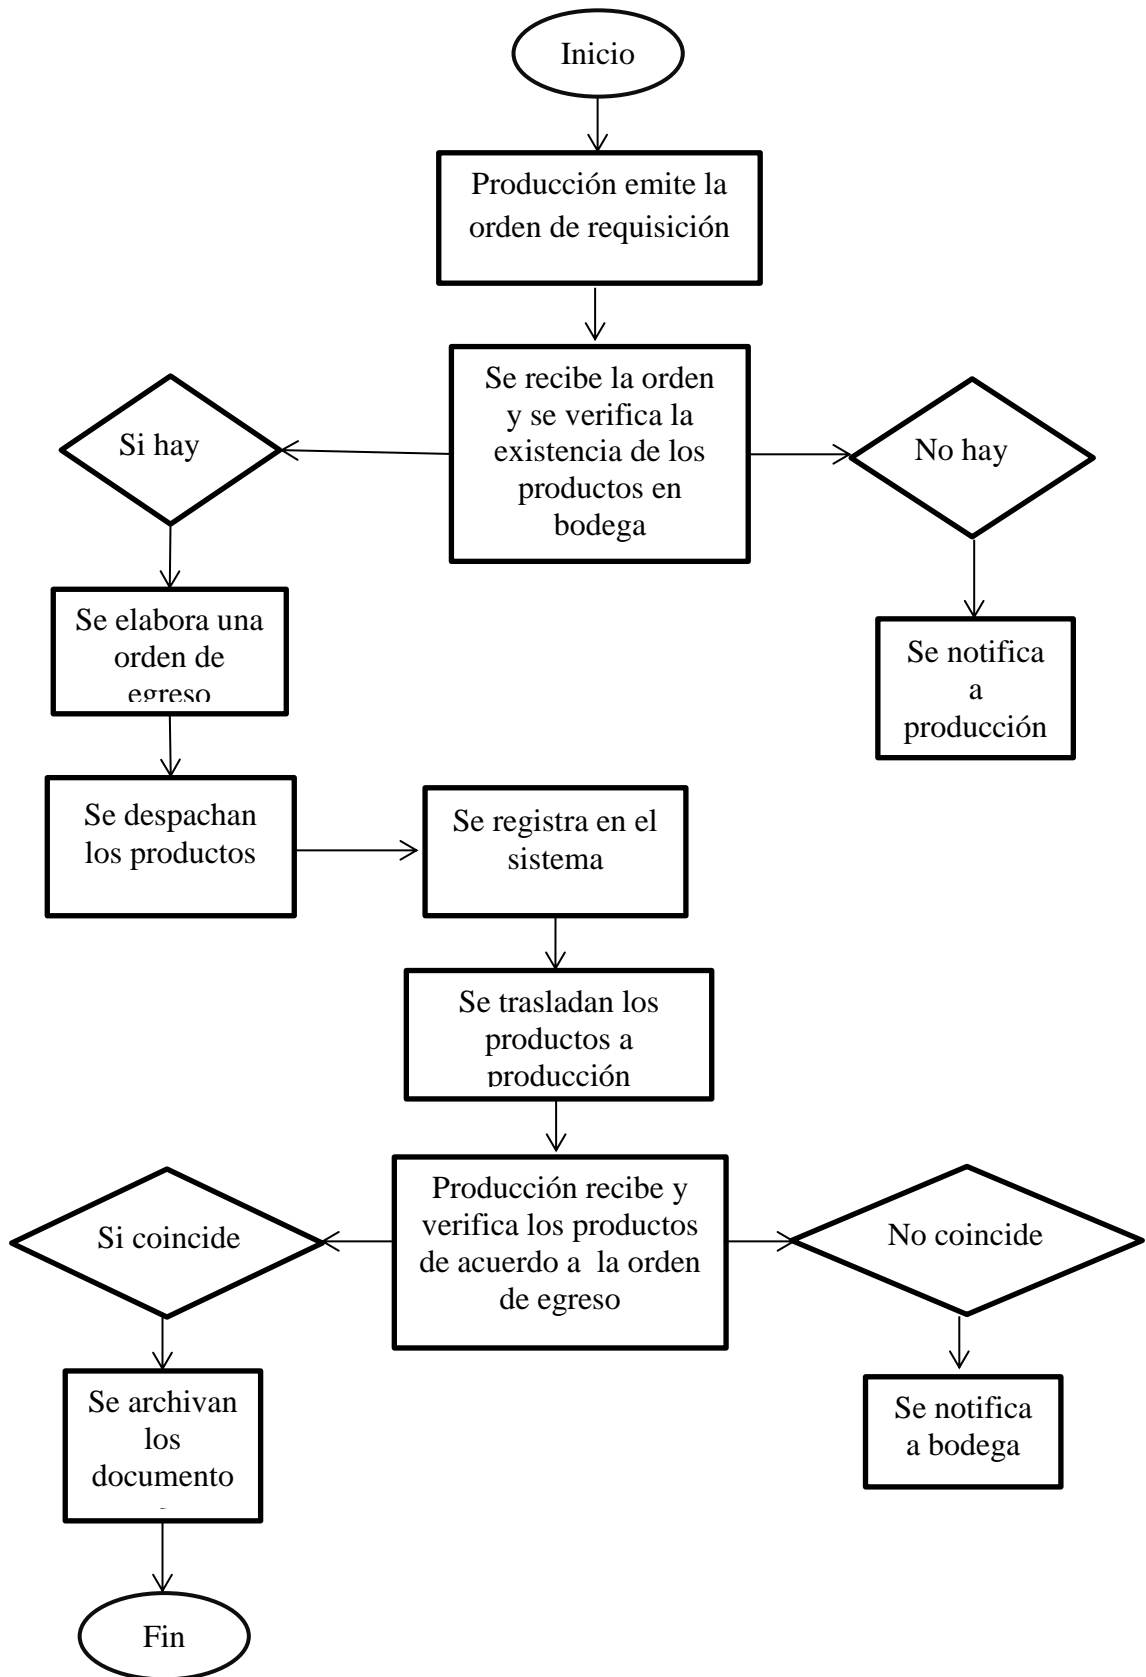 Inicio
Producción emite la
orden de requisición
Se recibe la orden
y se verifica la
existencia de los
productos en
bodega
Si hay
No hay
Se elabora una
orden de
egreso
Se notifica
a
producción
Se despachan
los productos
Se registra en el
sistema
Se trasladan los
productos a
producción
Producción recibe y
verifica los productos
de acuerdo a la orden
de egreso
Si coincide
No coincide
Se archivan
los
documento
Se notifica
a bodega
Fin